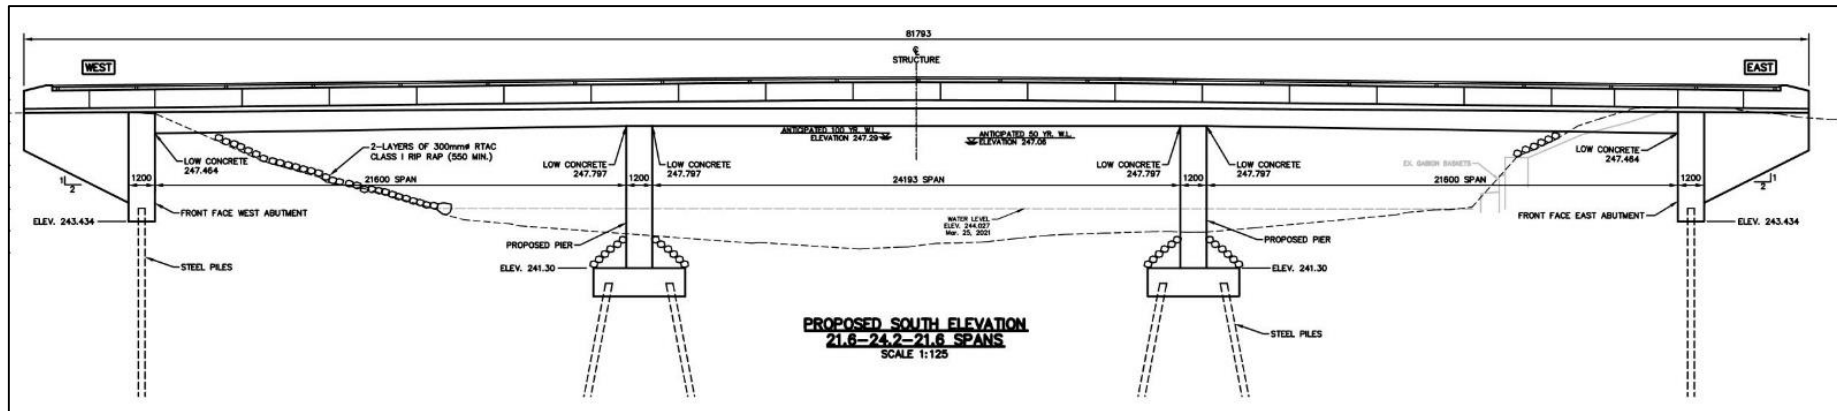 81793
℄
STRUCTURE
WEST
EAST
ANTICIPATED 100 YR. W.L.
ELEVATION 247.29
ANTICIPATED 50 YR. W.L.
ELEVATION 247.06
2-LAYERS OF 300mmø RTAC
CLASS I RIP RAP (550 MIN.)
LOW CONCRETE
247.464
LOW CONCRETE
247.797
LOW CONCRETE
247.797
LOW CONCRETE
247.797
LOW CONCRETE
247.797
LOW CONCRETE
247.464
EX. GABION BASKETS
1
2
1200
21600 SPAN
1200
24193 SPAN
1200
21600 SPAN
1200
1
2
FRONT FACE WEST ABUTMENT
FRONT FACE EAST ABUTMENT
ELEV. 243.434
ELEV. 243.434
WATER LEVEL
ELEV. 244.027
Mar. 25, 2021
PROPOSED PIER
PROPOSED PIER
STEEL PILES
ELEV. 241.30
ELEV. 241.30
STEEL PILES
PROPOSED SOUTH ELEVATION
21.6-24.2-21.6 SPANS
SCALE 1:125